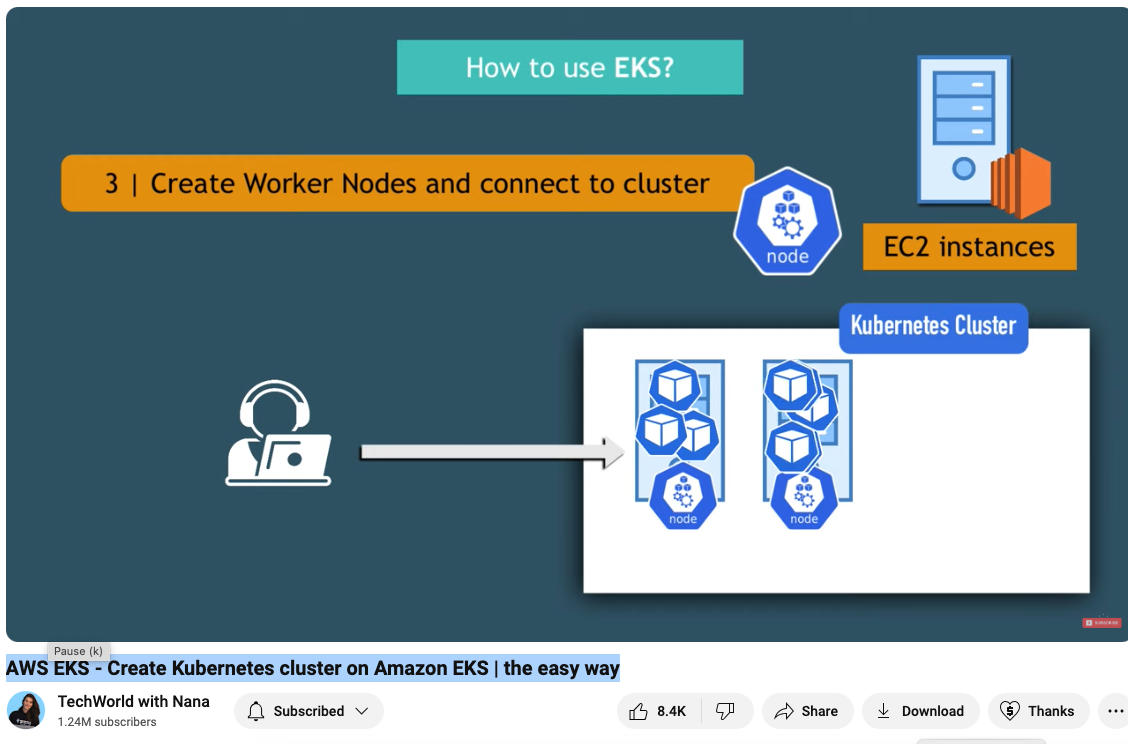 How to use EKS?
3 | Create Worker Nodes and connect to cluster
node
EC2 instances
Kubernetes Cluster
node
node
SUBSCRIBE
Pause (k)
AWS EKS - Create Kubernetes cluster on Amazon EKS | the easy way
TechWorld with Nana
1.24M subscribers
Subscribed
8.4K
Share
Download
Thanks